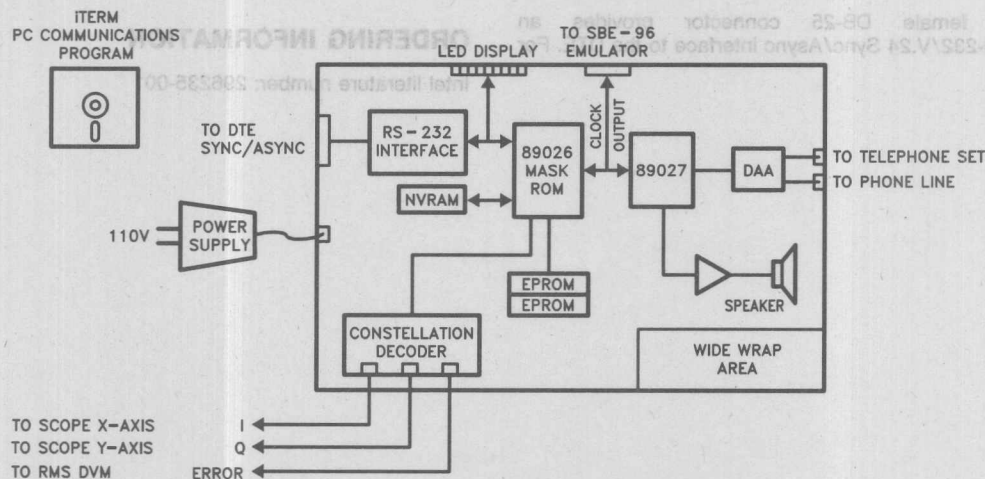 iTERM
PC COMMUNICATIONS
PROGRAM
female DB-25 connector provides an
-232/V.24 Sync/Async interface to
For
ORDERING INFORMATION
Intel literature number: 296235-00
LED DISPLAY
TO SBE-96
EMULATOR
TO DTE
SYNC/ASYNC
RS-232
INTERFACE
89026
MASK
ROM
CLOCK
OUTPUT
89027
DAA
TO TELEPHONE SET
TO PHONE LINE
NVRAM
110V
POWER
SUPPLY
EPROM
EPROM
SPEAKER
CONSTELLATION
DECODER
WIDE WRAP
AREA
TO SCOPE X-AXIS I
TO SCOPE Y-AXIS Q
TO RMS DVM ERROR